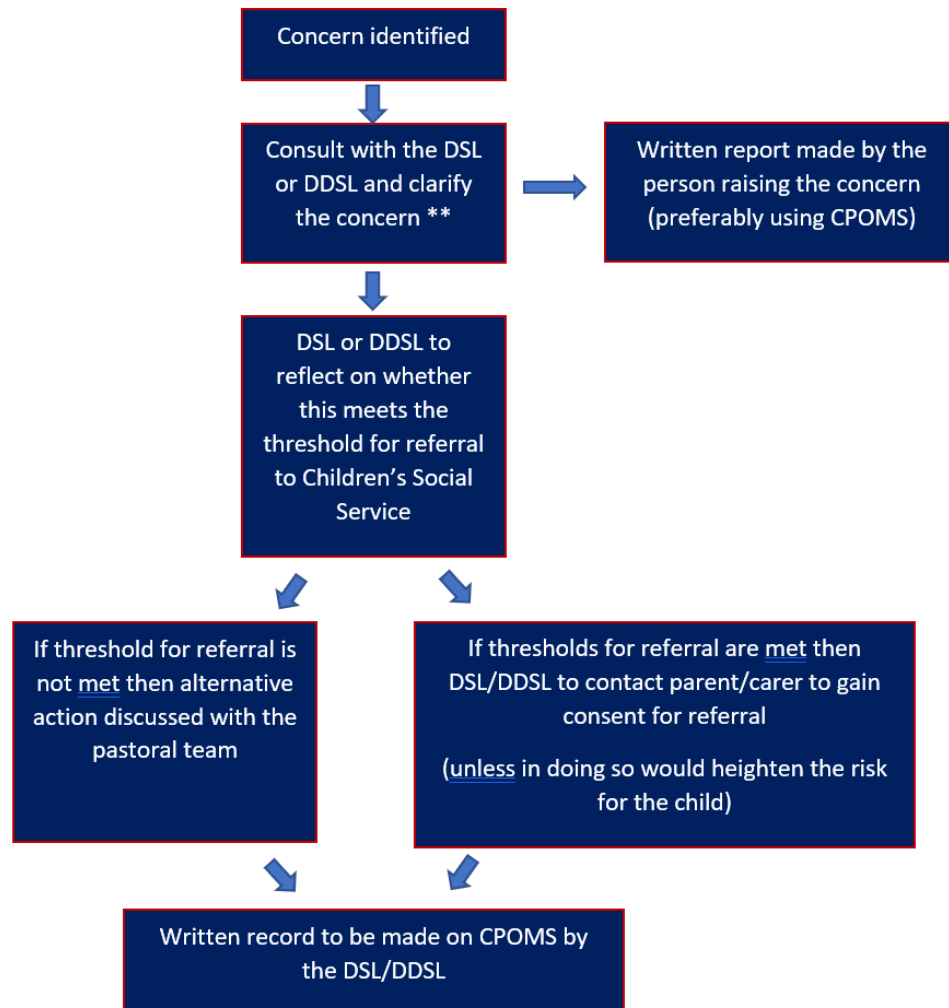 Concern identified
Consult with the DSL
or DDSL and clarify
the concern **
Written report made by the
person raising the concern
(preferably using CPOMS)
DSL or DDSL to
reflect on whether
this meets the
threshold for referral
to Children’s Social
Service
If threshold for referral is
not met then alternative
action discussed with the
pastoral team
If thresholds for referral are met then
DSL/DDSL to contact parent/carer to gain
consent for referral
(unless in doing so would heighten the risk
for the child)
Written record to be made on CPOMS by
the DSL/DDSL